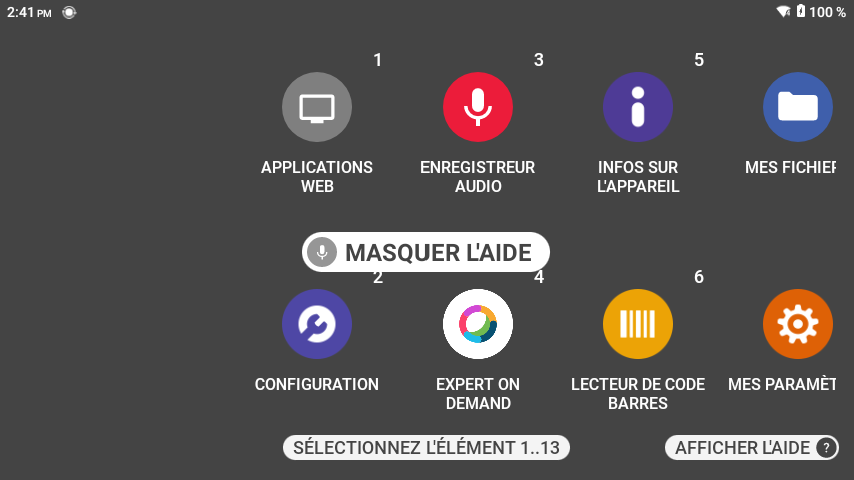 2:41 PM
100 %
1
3
5
APPLICATIONS
WEB
ENREGISTREUR
AUDIO
INFOS SUR
L'APPAREIL
MES FICHIER
MASQUER L'AIDE
2
4
6
CONFIGURATION
EXPERT ON
DEMAND
LECTEUR DE CODE
BARRES
MES PARAMÈT
SÉLECTIONNEZ L'ÉLÉMENT 1..13
AFFICHER L'AIDE ?